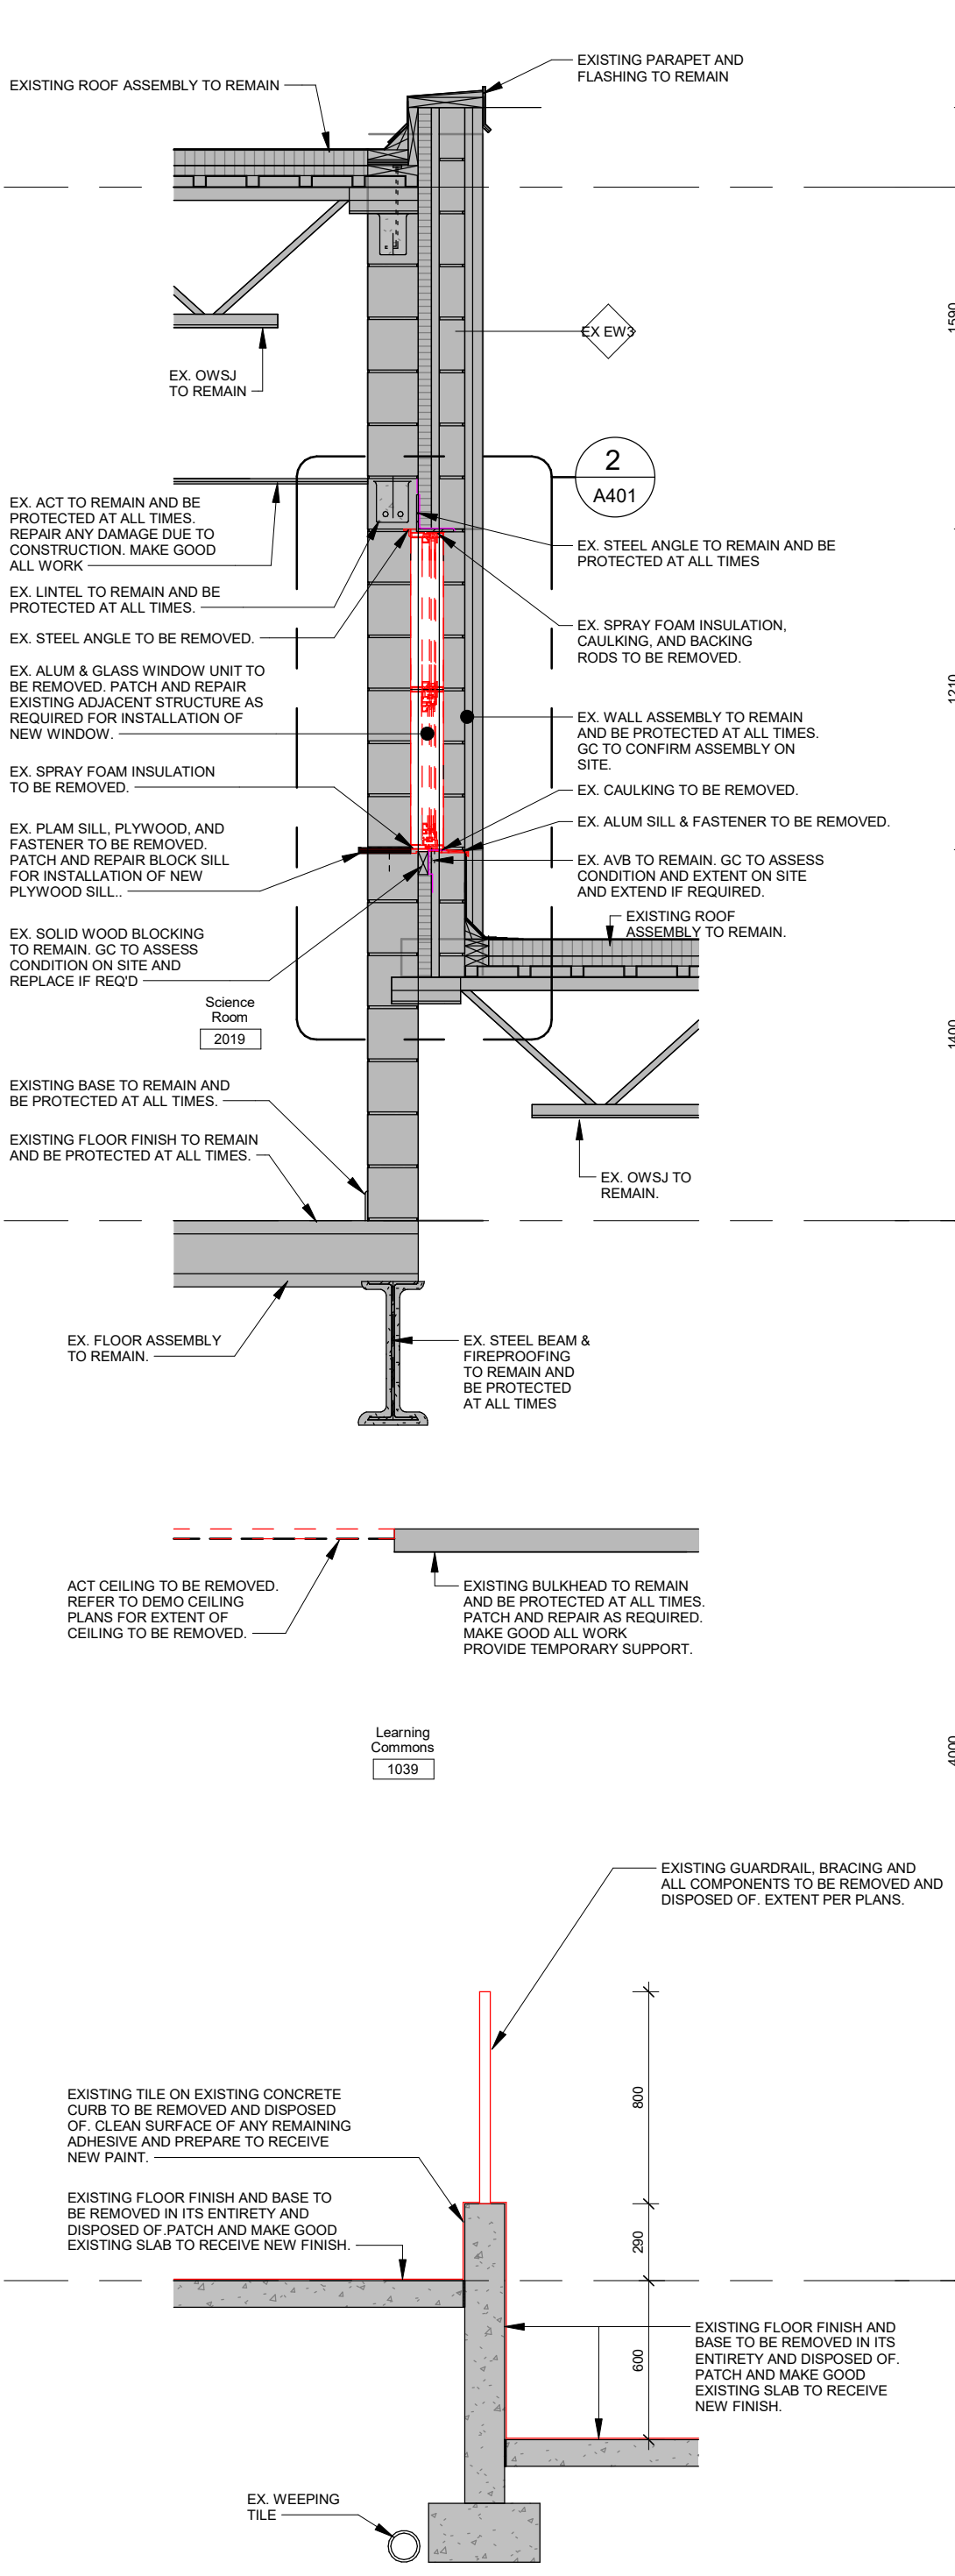 EXISTING PARAPET AND
FLASHING TO REMAIN
EXISTING ROOF ASSEMBLY TO REMAIN
1590
EX EW3
EX. OWSJ
TO REMAIN
2
A401
EX. ACT TO REMAIN AND BE
PROTECTED AT ALL TIMES.
REPAIR ANY DAMAGE DUE TO
CONSTRUCTION. MAKE GOOD
ALL WORK
EX. STEEL ANGLE TO REMAIN AND BE
PROTECTED AT ALL TIMES
EX. LINTEL TO REMAIN AND BE
PROTECTED AT ALL TIMES.
EX. STEEL ANGLE TO BE REMOVED.
EX. SPRAY FOAM INSULATION,
CAULKING, AND BACKING
RODS TO BE REMOVED.
EX. ALUM & GLASS WINDOW UNIT TO
BE REMOVED. PATCH AND REPAIR
EXISTING ADJACENT STRUCTURE AS
REQUIRED FOR INSTALLATION OF
NEW WINDOW.
1210
EX. WALL ASSEMBLY TO REMAIN
AND BE PROTECTED AT ALL TIMES.
GC TO CONFIRM ASSEMBLY ON
SITE.
EX. SPRAY FOAM INSULATION
TO BE REMOVED.
EX. CAULKING TO BE REMOVED.
EX. ALUM SILL & FASTENER TO BE REMOVED.
EX. PLAM SILL, PLYWOOD, AND
FASTENER TO BE REMOVED.
PATCH AND REPAIR BLOCK SILL
FOR INSTALLATION OF NEW
PLYWOOD SILL..
EX. AVB TO REMAIN. GC TO ASSESS
CONDITION AND EXTENT ON SITE
AND EXTEND IF REQUIRED.
EXISTING ROOF
ASSEMBLY TO REMAIN.
EX. SOLID WOOD BLOCKING
TO REMAIN. GC TO ASSESS
CONDITION ON SITE AND
REPLACE IF REQ'D
Science
Room
2019
1400
EXISTING BASE TO REMAIN AND
BE PROTECTED AT ALL TIMES.
EXISTING FLOOR FINISH TO REMAIN
AND BE PROTECTED AT ALL TIMES.
EX. OWSJ TO
REMAIN.
EX. FLOOR ASSEMBLY
TO REMAIN.
EX. STEEL BEAM &
FIREPROOFING
TO REMAIN AND
BE PROTECTED
AT ALL TIMES
ACT CEILING TO BE REMOVED.
REFER TO DEMO CEILING
PLANS FOR EXTENT OF
CEILING TO BE REMOVED.
EXISTING BULKHEAD TO REMAIN
AND BE PROTECTED AT ALL TIMES.
PATCH AND REPAIR AS REQUIRED.
MAKE GOOD ALL WORK
PROVIDE TEMPORARY SUPPORT.
Learning
Commons
1039
4000
EXISTING GUARDRAIL, BRACING AND
ALL COMPONENTS TO BE REMOVED AND
DISPOSED OF. EXTENT PER PLANS.
800
EXISTING TILE ON EXISTING CONCRETE
CURB TO BE REMOVED AND DISPOSED
OF. CLEAN SURFACE OF ANY REMAINING
ADHESIVE AND PREPARE TO RECEIVE
NEW PAINT.
EXISTING FLOOR FINISH AND BASE TO
BE REMOVED IN ITS ENTIRETY AND
DISPOSED OF.PATCH AND MAKE GOOD
EXISTING SLAB TO RECEIVE NEW FINISH.
290
600
EXISTING FLOOR FINISH AND
BASE TO BE REMOVED IN ITS
ENTIRETY AND DISPOSED OF.
PATCH AND MAKE GOOD
EXISTING SLAB TO RECEIVE
NEW FINISH.
EX. WEEPING
TILE